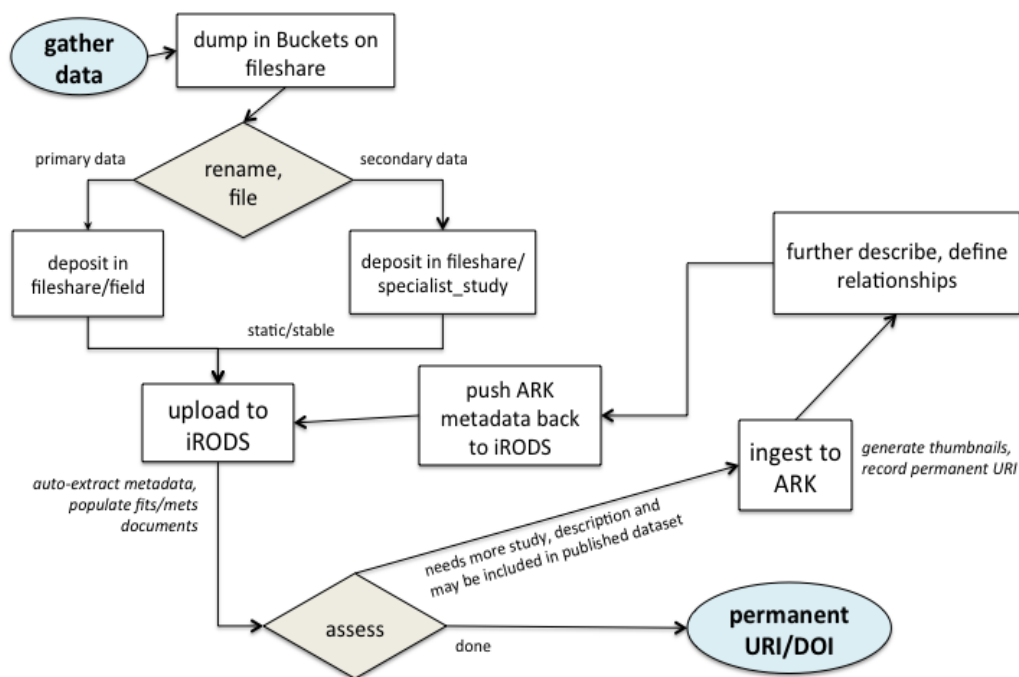 gather
data
dump in Buckets on
fileshare
primary data
secondary data
rename,
file
deposit in
fileshare/field
deposit in fileshare/
specialist_study
further describe, define
relationships
static/stable
upload to
iRODS
push ARK
metadata back
to iRODS
ingest to
ARK
generate thumbnails,
record permanent URI
auto-extract metadata,
populate fits/mets
documents
needs more study, description and
may be included in published dataset
assess
done
permanent
URI/DOI